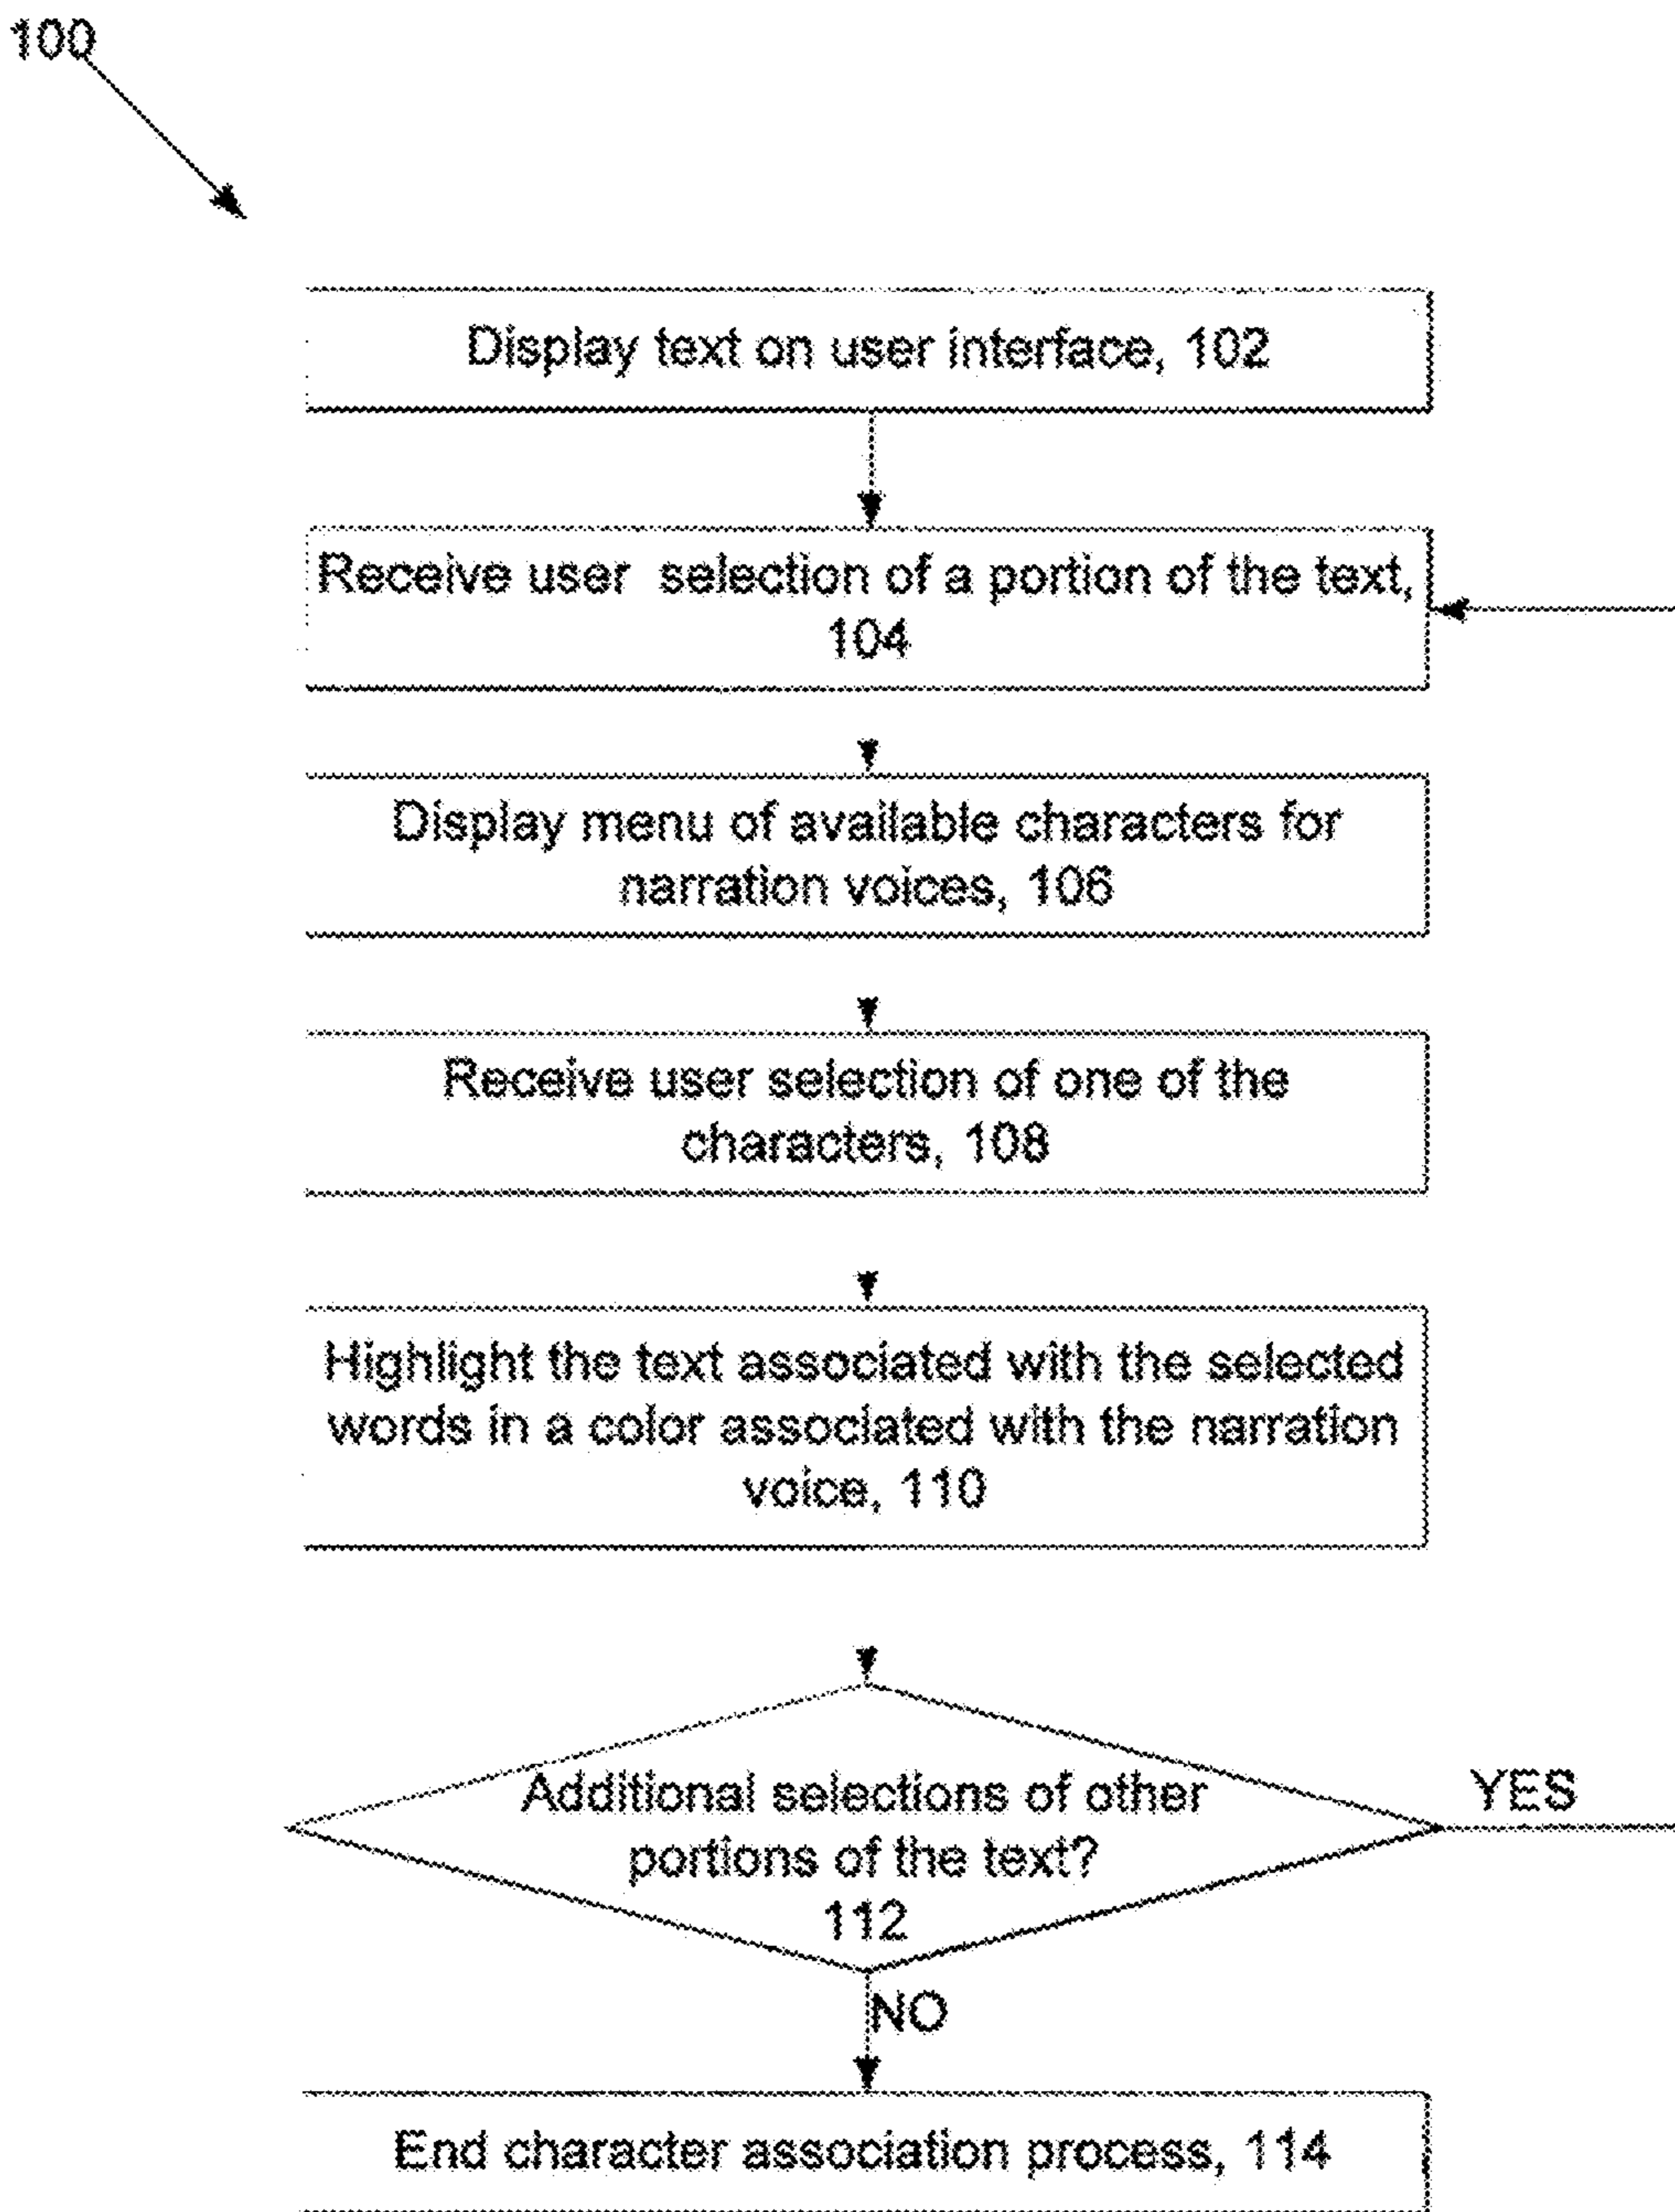 100
Display text on user interface, 102
Receive user selection of a portion of the text,
104
Display menu of available characters for
narration voices, 106
Receive user selection of one of the
characters, 108
Highlight the text associated with the selected
words in a color associated with the narration
voice, 110
Additional selections of other
portions of the text?
112
YES
NO
End character association process, 114